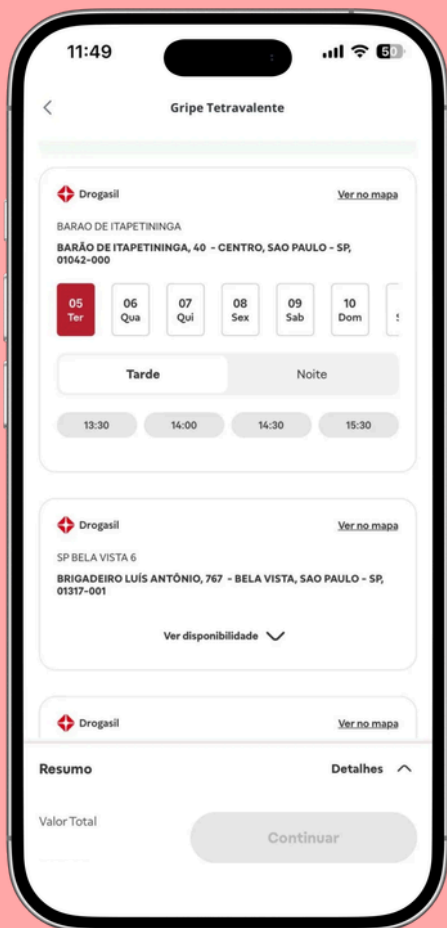 11:49
50
Gripe Tetravalente
Drogasil
Ver no mapa
BARAO DE ITAPETININGA
BARÃO DE ITAPETININGA, 40 - CENTRO, SAO PAULO - SP,
01042-000
05 06 07 08 09 10
Ter Qua Qui Sex Sab Dom
Tarde Noite
13:30 14:00 14:30 15:30
Drogasil
Ver no mapa
SP BELA VISTA 6
BRIGADEIRO LUÍS ANTÔNIO, 767 - BELA VISTA, SAO PAULO - SP,
01317-001
Ver disponibilidade
Drogasil
Ver no mapa
Resumo
Detalhes
Valor Total
Continuar